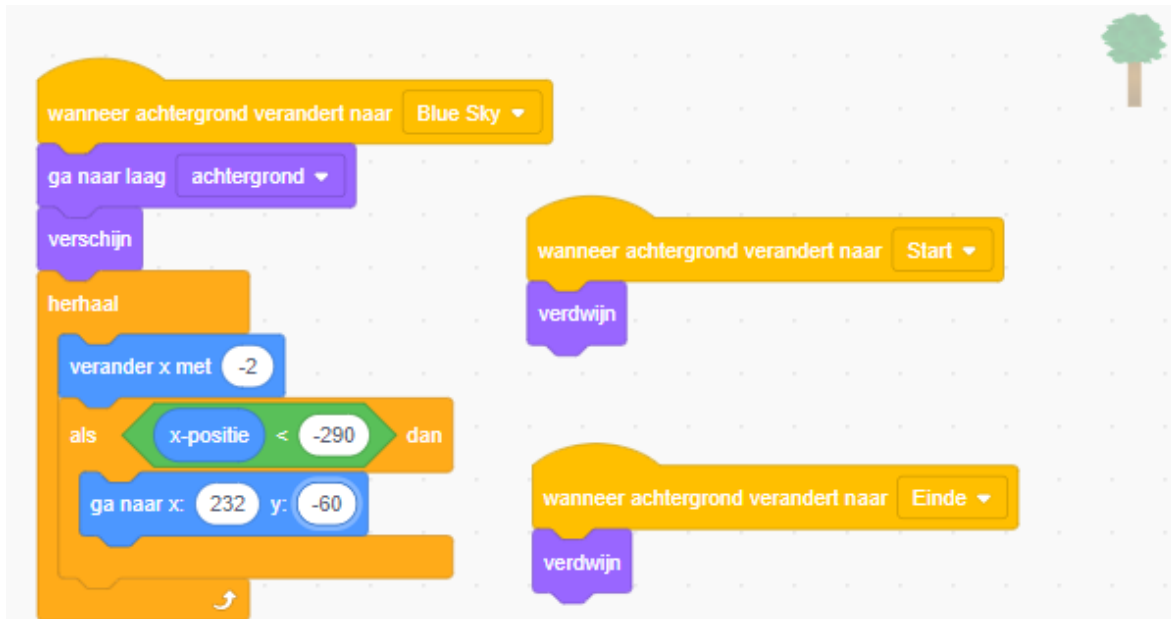 wanneer achtergrond verandert naar Blue Sky
ga naar laag achtergrond
verschijn
herhaal
verander x met -2
als x-positie < -290 dan
ga naar x: 232 y: -60
wanneer achtergrond verandert naar Start
verdwijn
wanneer achtergrond verandert naar Einde
verdwijn